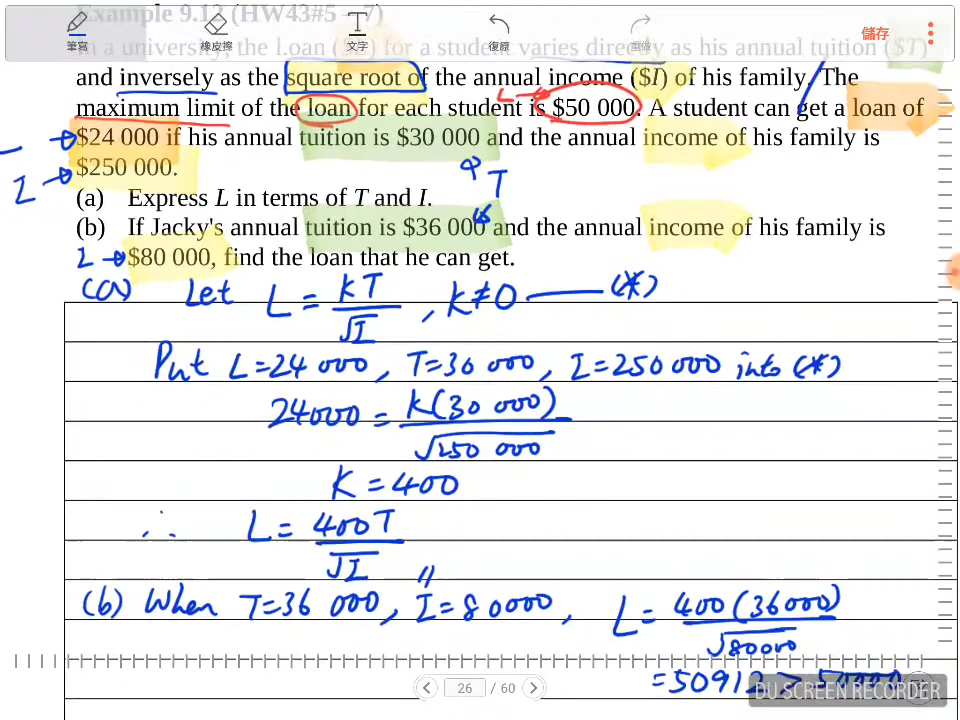 Example 9.12 (HW43#5 – 7)
筆寫 橡皮擦 文字 復原 重做 儲存
In a university, the loan ($L) for a student varies directly as his annual tuition ($T)
and inversely as the square root of the annual income ($I) of his family. The
L
maximum limit of the loan for each student is $50 000. A student can get a loan of
$24 000 if his annual tuition is $30 000 and the annual income of his family is
I $250 000. T
(a) Express L in terms of T and I.
(b) If Jacky's annual tuition is $36 000 and the annual income of his family is
I $80 000, find the loan that he can get.
(a) Let L = kT/√I , k≠0 —— (*)
Put L=24 000, T=30 000, I=250 000 into (*)
24000 = k(30 000)/√250 000
k = 400
∴ L = 400T/√I
(b) When T=36 000, I=80000, L = 400(36000)/√80000
= 50912 > 50000
26 / 60
DU SCREEN RECORDER